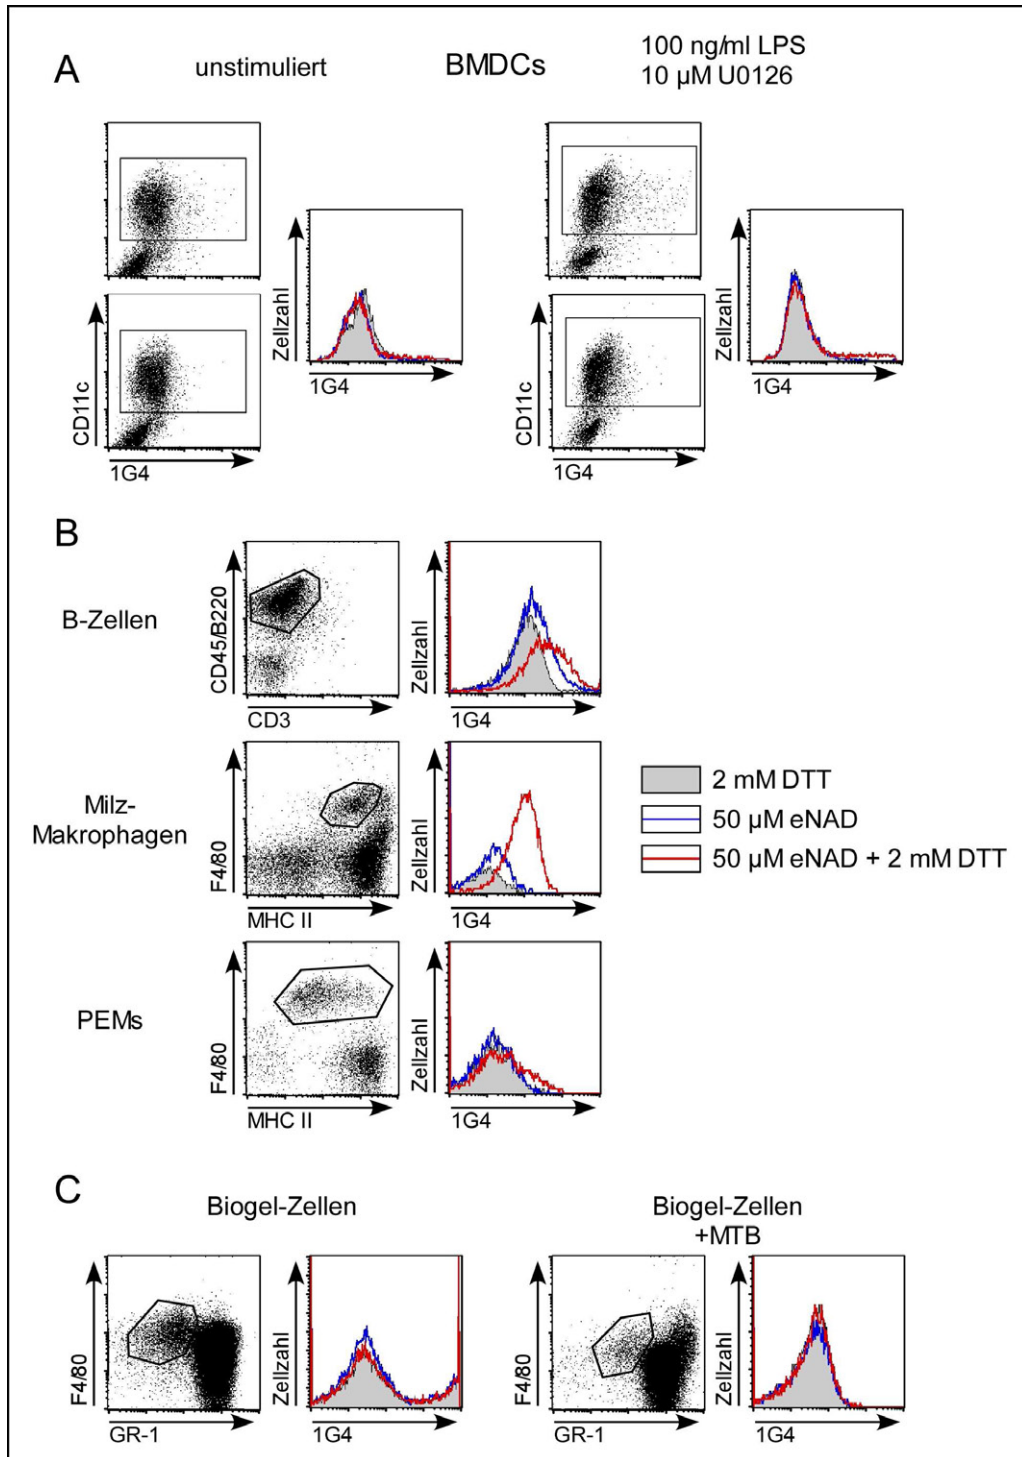 A
unstimuliert
BMDCs
100 ng/ml LPS
10 µM U0126
CD11c
1G4
Zellzahl
1G4
CD11c
1G4
Zellzahl
1G4
B
B-Zellen
CD45/B220
CD3
Zellzahl
1G4
Milz-
Makrophagen
F4/80
MHC II
Zellzahl
1G4
2 mM DTT
50 µM eNAD
50 µM eNAD + 2 mM DTT
PEMs
F4/80
MHC II
Zellzahl
1G4
C
Biogel-Zellen
F4/80
GR-1
Zellzahl
1G4
Biogel-Zellen
+MTB
F4/80
GR-1
Zellzahl
1G4